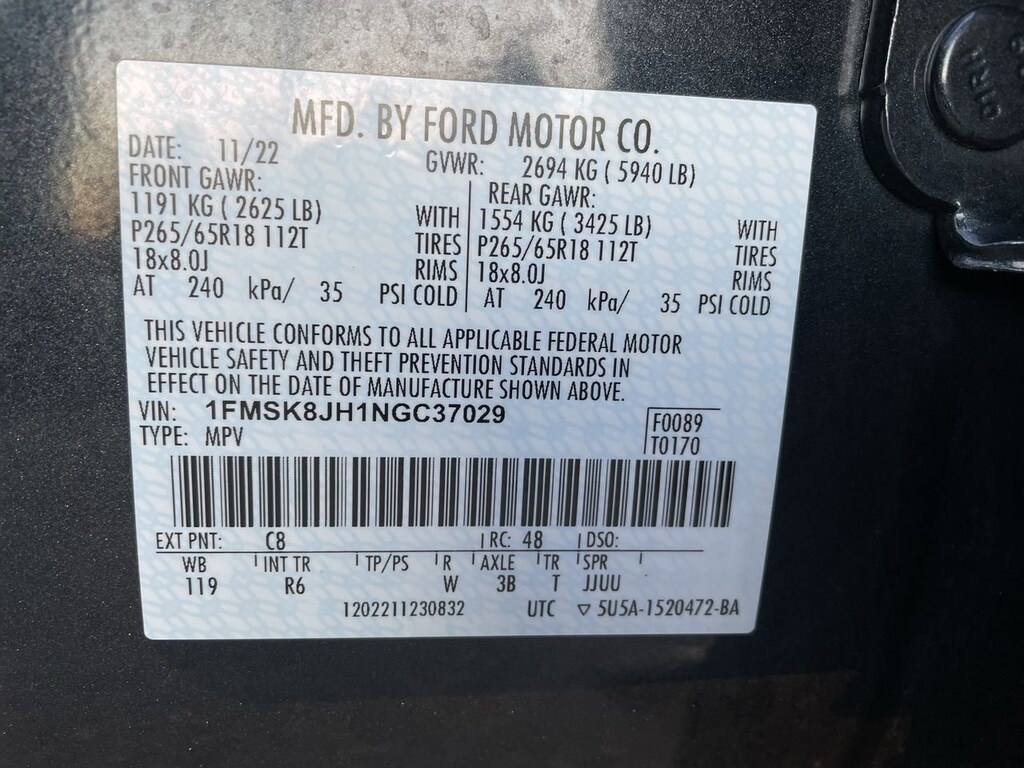 MFD. BY FORD MOTOR CO.
DATE: 11/22 GVWR: 2694 KG ( 5940 LB)
FRONT GAWR: REAR GAWR:
1191 KG ( 2625 LB) WITH 1554 KG ( 3425 LB) WITH
P265/65R18 112T TIRES P265/65R18 112T TIRES
18x8.0J RIMS 18x8.0J RIMS
AT 240 kPa/ 35 PSI COLD AT 240 kPa/ 35 PSI COLD
THIS VEHICLE CONFORMS TO ALL APPLICABLE FEDERAL MOTOR
VEHICLE SAFETY AND THEFT PREVENTION STANDARDS IN
EFFECT ON THE DATE OF MANUFACTURE SHOWN ABOVE.
VIN: 1FMSK8JH1NGC37029 F0089
TYPE: MPV T0170
EXT PNT: C8 RC: 48 DSO:
WB INT TR TP/PS R AXLE TR SPR
119 R6 W 3B T JJUU
1202211230832 UTC ▽ 5U5A-1520472-BA